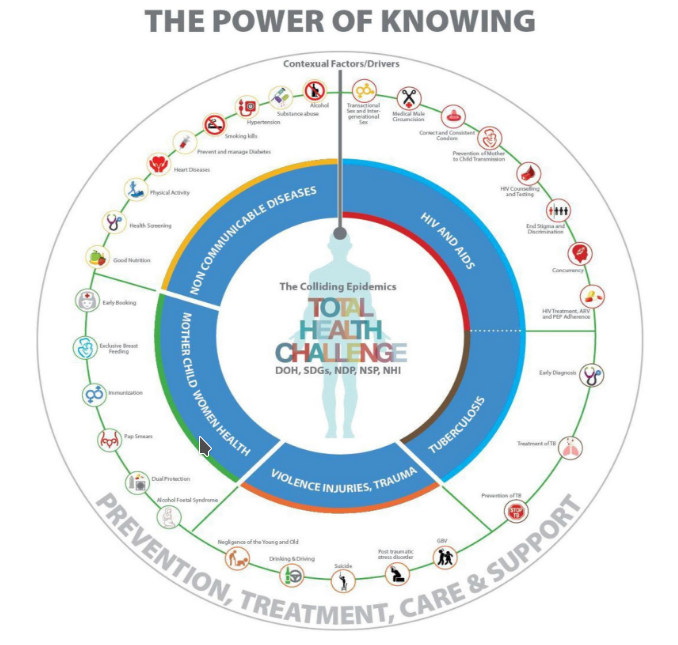 THE POWER OF KNOWING
Contexual Factors/Drivers
Transactional
Sex and Inter-
generational
Sex
Medical Male
Circumcision
Correct and Consistent
Condom
Prevention of Mother
to Child Transmission
HIV Counselling
and Testing
End Stigma and
Discrimination
Concurrency
HIV Treatment, ARV
and PEP Adherence
Early Diagnosis
Treatment of TB
Prevention of TB
STOP
TB
GBV
Post traumatic
stress disorder
Suicide
Drinking & Driving
Negligence of the Young and Old
Alcohol Foetal Syndrome
Dual Protection
Pap Smears
Immunization
Exclusive Breast
Feeding
Early Booking
Good Nutrition
Health Screening
Physical Activity
Heart Diseases
Prevent and manage Diabetes
Smoking kills
Hypertension
Substance abuse
Alcohol
NON COMMUNICABLE DISEASES
HIV AND AIDS
TUBERCULOSIS
VIOLENCE INJURIES, TRAUMA
MOTHER CHILD WOMEN HEALTH
The Colliding Epidemics
TOTAL
HEALTH
CHALLENGE
DOH, SDGs, NDP, NSP, NHI
PREVENTION, TREATMENT, CARE & SUPPORT